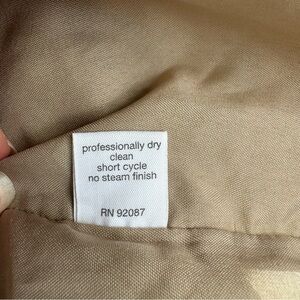 professionally dry
clean
short cycle
no steam finish
RN 92087